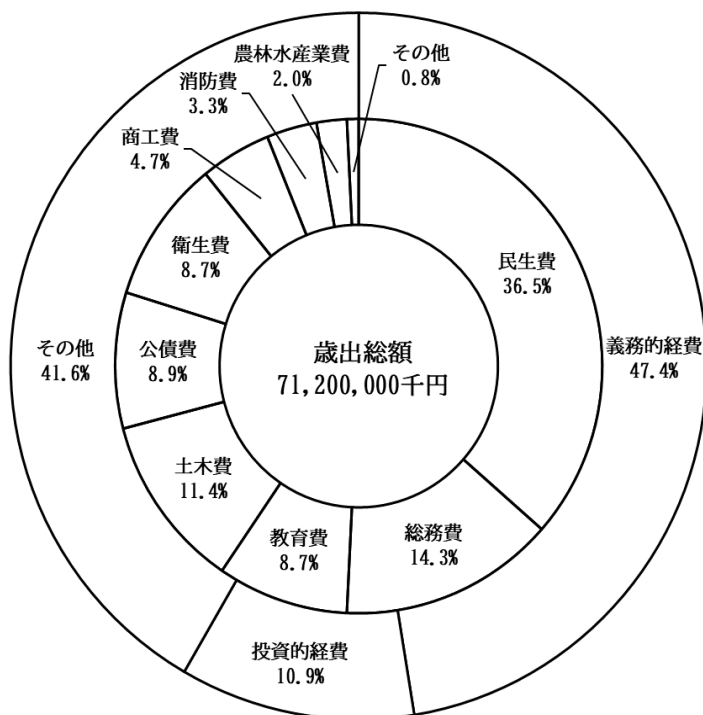 農林水産業費
2.0%
その他
0.8%
消防費
3.3%
商工費
4.7%
衛生費
8.7%
民生費
36.5%
その他
41.6%
公債費
8.9%
歳出総額
71,200,000千円
義務的経費
47.4%
土木費
11.4%
教育費
8.7%
総務費
14.3%
投資的経費
10.9%